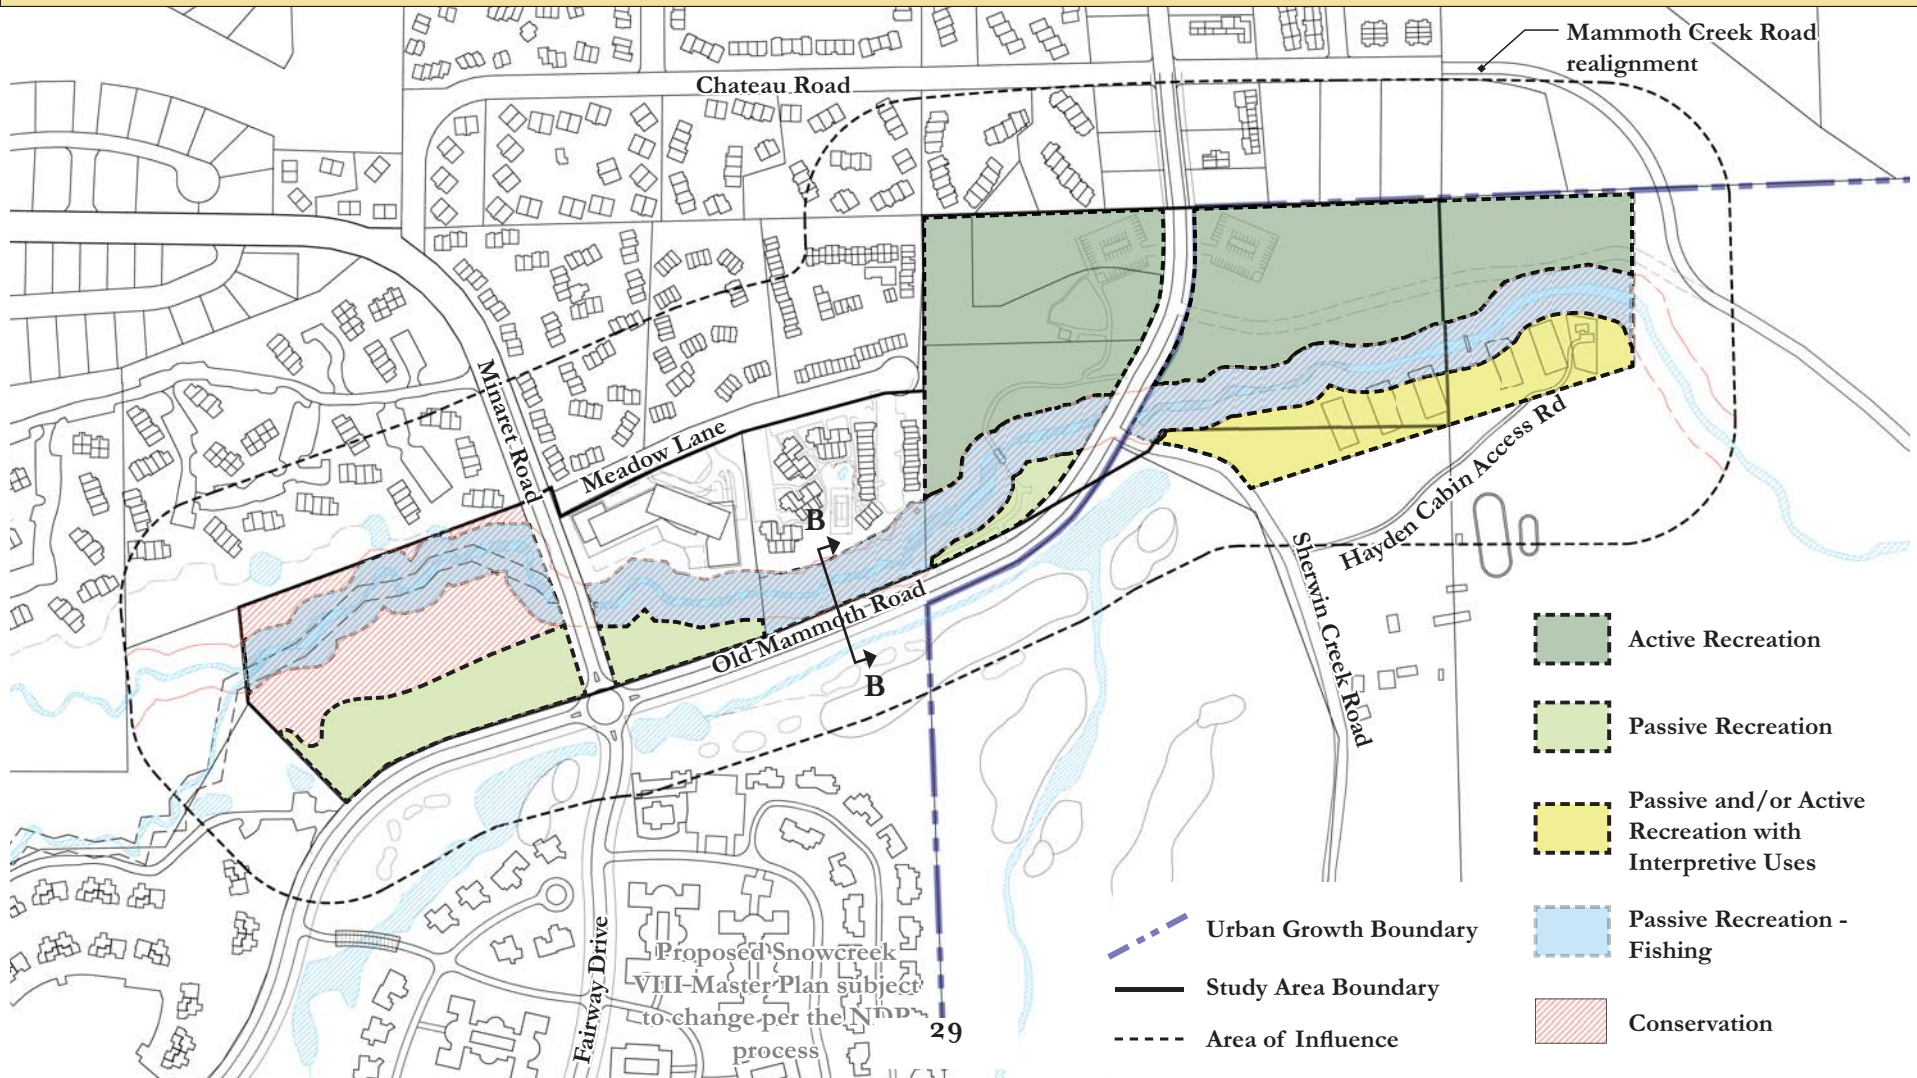 Mammoth Creek Road
realignment
Chateau Road
Minaret Road
Meadow Lane
B
Old Mammoth Road
B
Hayden Cabin Access Rd
Sherwin Creek Road
Fairway Drive
Proposed Snowcreek
VIII Master Plan subject
to change per the NDPR
process
29
Active Recreation
Passive Recreation
Passive and/or Active
Recreation with
Interpretive Uses
Passive Recreation -
Fishing
Conservation
Urban Growth Boundary
Study Area Boundary
Area of Influence